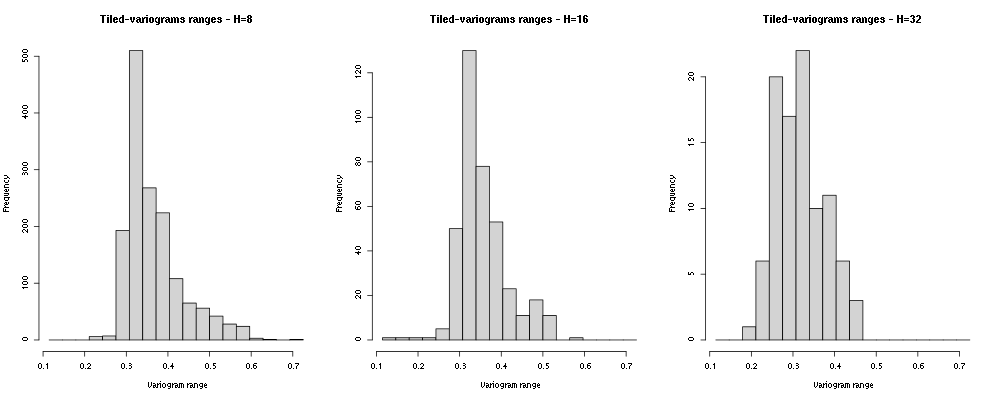 Tiled-variograms ranges - H=8
Tiled-variograms ranges - H=16
Tiled-variograms ranges - H=32
Frequency
0
100
200
300
400
500
0.1 0.2 0.3 0.4 0.5 0.6 0.7
Variogram range
Frequency
0
20
40
60
80
100
120
0.1 0.2 0.3 0.4 0.5 0.6 0.7
Variogram range
Frequency
0
5
10
15
20
0.1 0.2 0.3 0.4 0.5 0.6 0.7
Variogram range